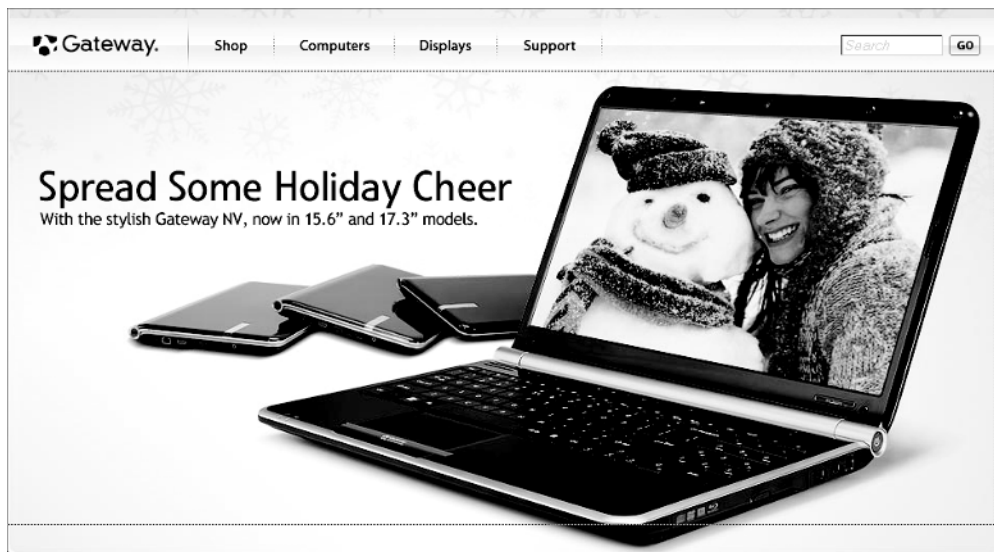 Gateway.
Shop Computers Displays Support
Search GO
Spread Some Holiday Cheer
With the stylish Gateway NV, now in 15.6” and 17.3” models.